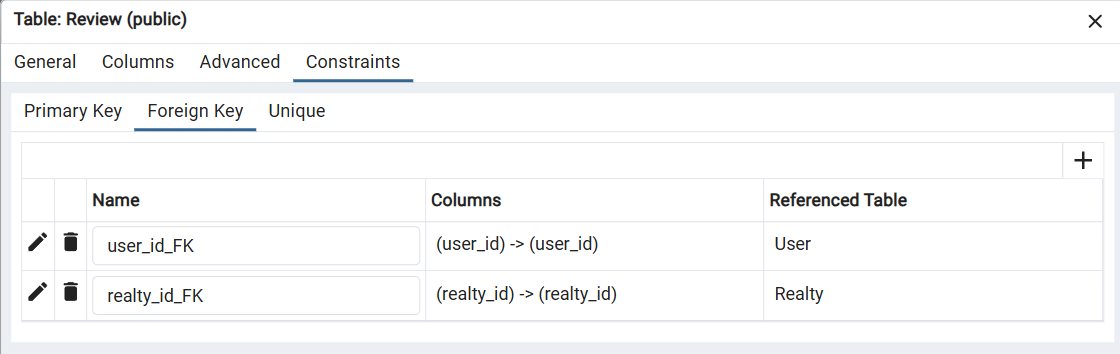 Table: Review (public)
General Columns Advanced Constraints
Primary Key Foreign Key Unique
Name Columns Referenced Table
user_id_FK (user_id) -> (user_id) User
realty_id_FK (realty_id) -> (realty_id) Realty